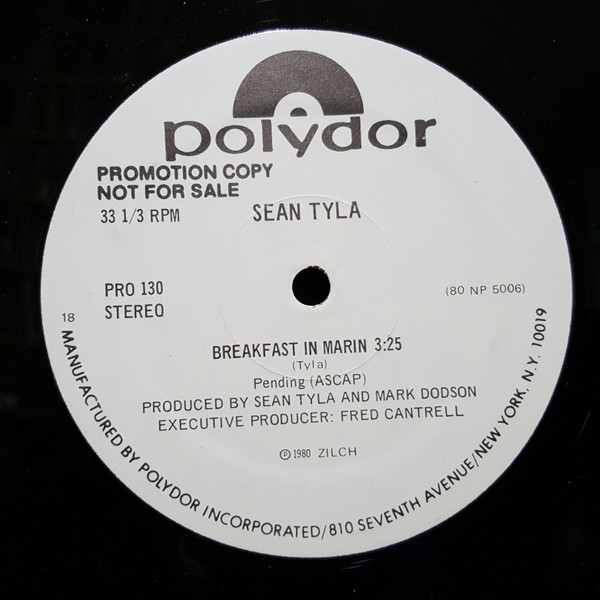 polydor
PROMOTION COPY
NOT FOR SALE
33 1/3 RPM
SEAN TYLA
PRO 130
STEREO
(80 NP 5006)
18
BREAKFAST IN MARIN 3:25
(Tyla)
Pending (ASCAP)
PRODUCED BY SEAN TYLA AND MARK DODSON
EXECUTIVE PRODUCER: FRED CANTRELL
℗ 1980 ZILCH
MANUFACTURED BY POLYDOR INCORPORATED/810 SEVENTH AVENUE/NEW YORK, N.Y. 10019